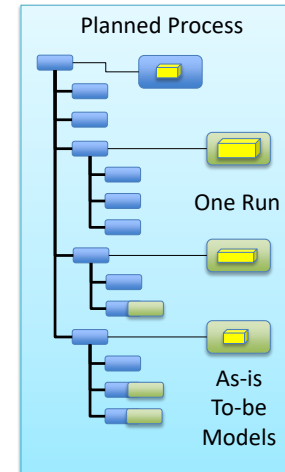 Planned Process
One Run
As-is
To-be
Models